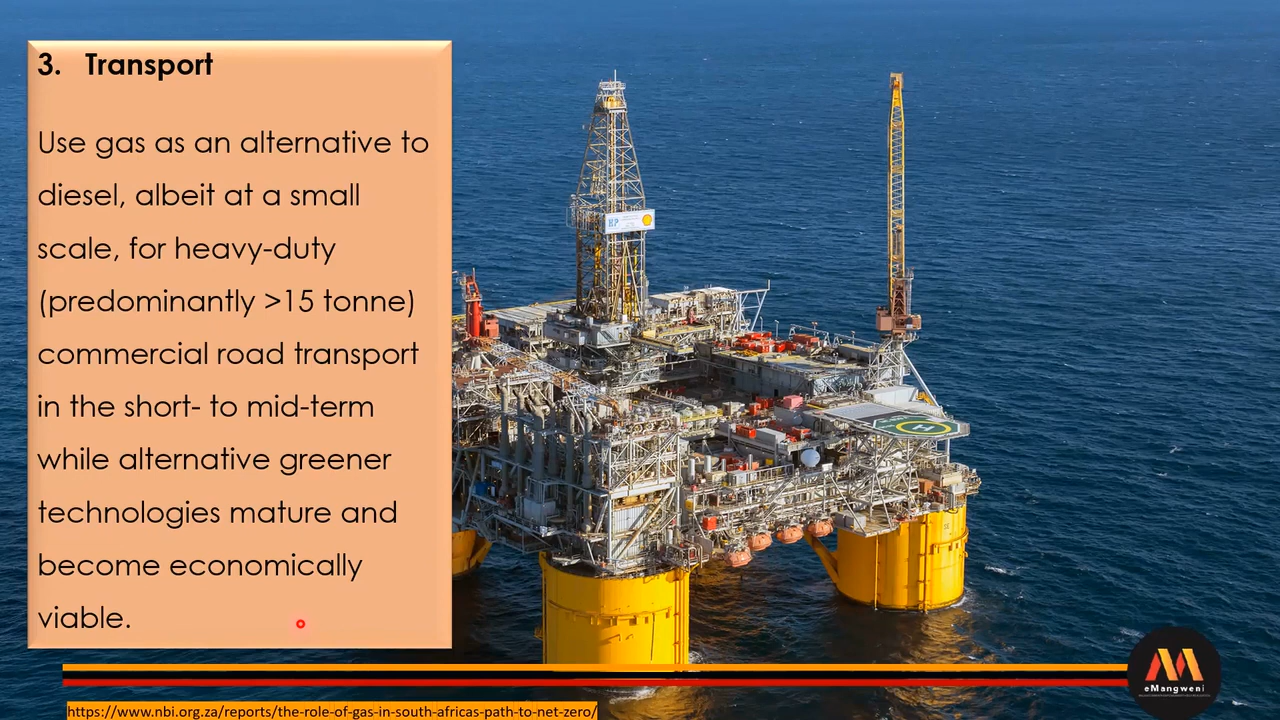 3. Transport
Use gas as an alternative to
diesel, albeit at a small
scale, for heavy-duty
(predominantly >15 tonne)
commercial road transport
in the short- to mid-term
while alternative greener
technologies mature and
become economically
viable.
HP
H
eMangweni
https://www.nbi.org.za/reports/the-role-of-gas-in-south-africas-path-to-net-zero/